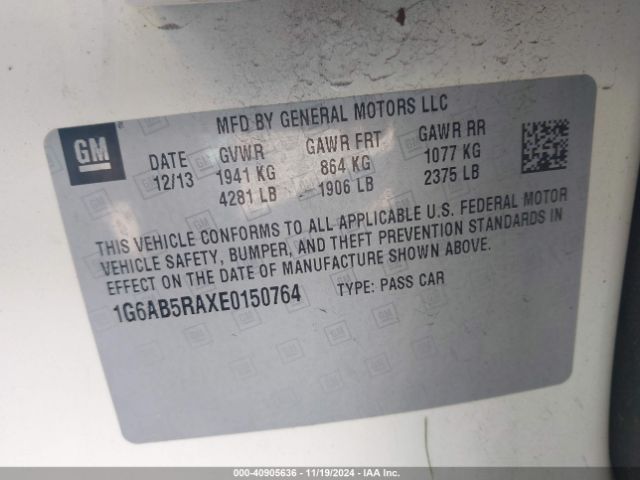 MFD BY GENERAL MOTORS LLC
GM
DATE GVWR GAWR FRT GAWR RR
12/13 1941 KG 864 KG 1077 KG
4281 LB 1906 LB 2375 LB
THIS VEHICLE CONFORMS TO ALL APPLICABLE U.S. FEDERAL MOTOR
VEHICLE SAFETY, BUMPER, AND THEFT PREVENTION STANDARDS IN
EFFECT ON THE DATE OF MANUFACTURE SHOWN ABOVE.
1G6AB5RAXE0150764 TYPE: PASS CAR
000-40905636 - 11/19/2024 - IAA Inc.